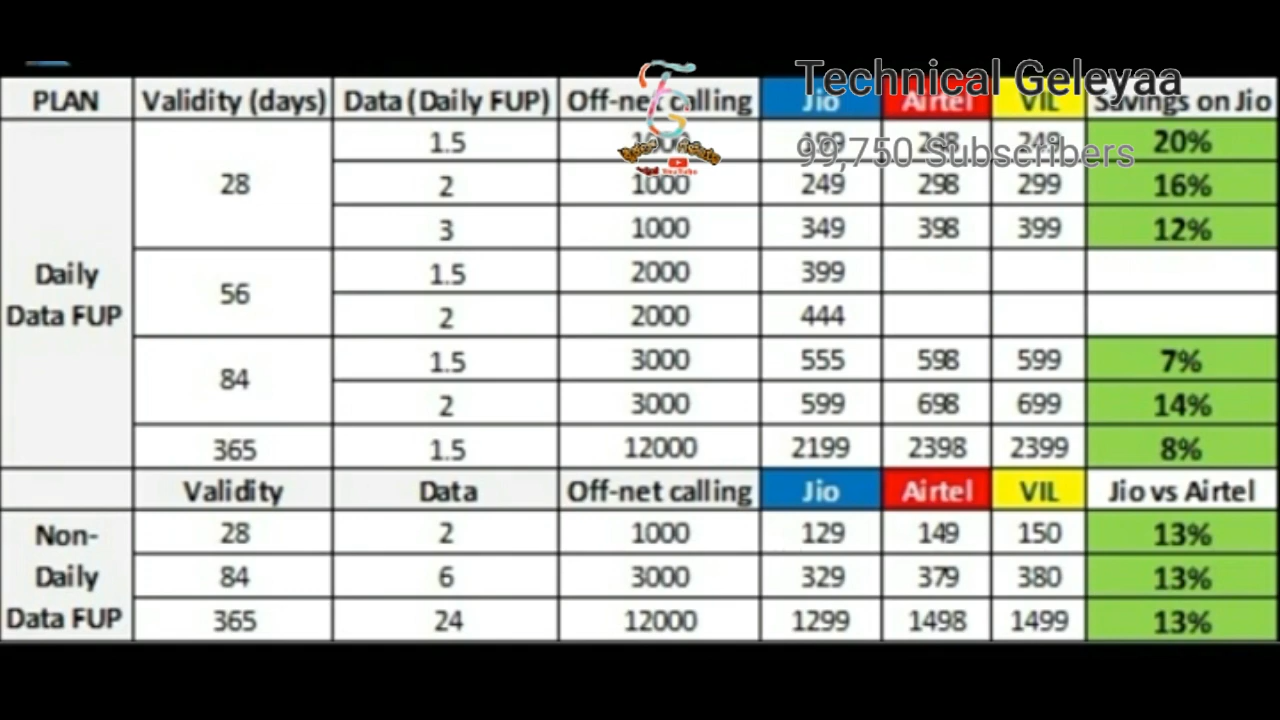 Technical Geleyaa
99,750 Subscribers
PLAN Validity (days) Data (Daily FUP) Off-net calling Jio Airtel VIL Savings on Jio
Daily Data FUP
28 1.5 20%
2 1000 249 298 299 16%
3 1000 349 398 399 12%
56 1.5 2000 399
2 2000 444
84 1.5 3000 555 598 599 7%
2 3000 599 698 699 14%
365 1.5 12000 2199 2398 2399 8%
Validity Data Off-net calling Jio Airtel VIL Jio vs Airtel
Non-Daily Data FUP
28 2 1000 129 149 150 13%
84 6 3000 329 379 380 13%
365 24 12000 1299 1498 1499 13%
YouTube